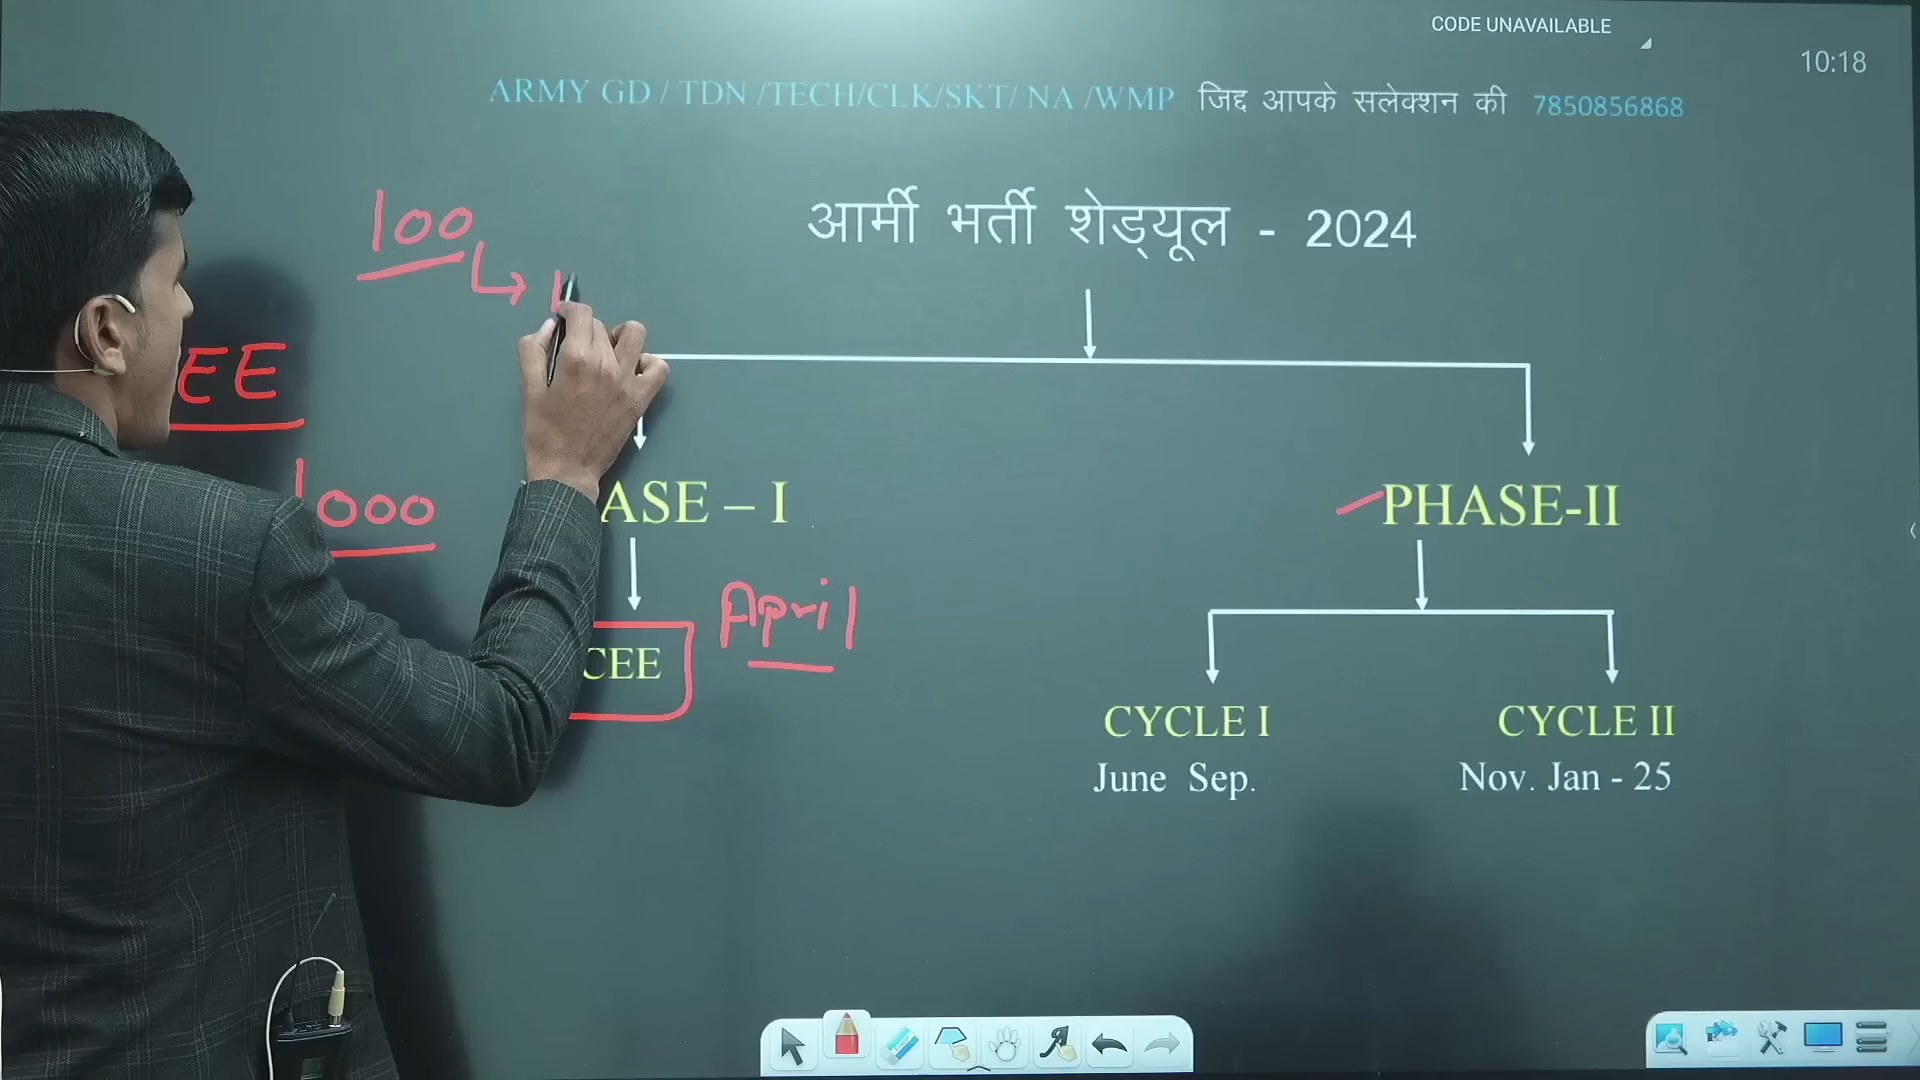 CODE UNAVAILABLE
10:18
ARMY GD / TDN /TECH/CLK/SKT/ NA /WMP जिद्द आपके सलेक्शन की 7850856868
आर्मी भर्ती शेड्यूल - 2024
100
EE
1000
ASE – I
PHASE-II
April
CEE
CYCLE I
CYCLE II
June Sep.
Nov. Jan - 25